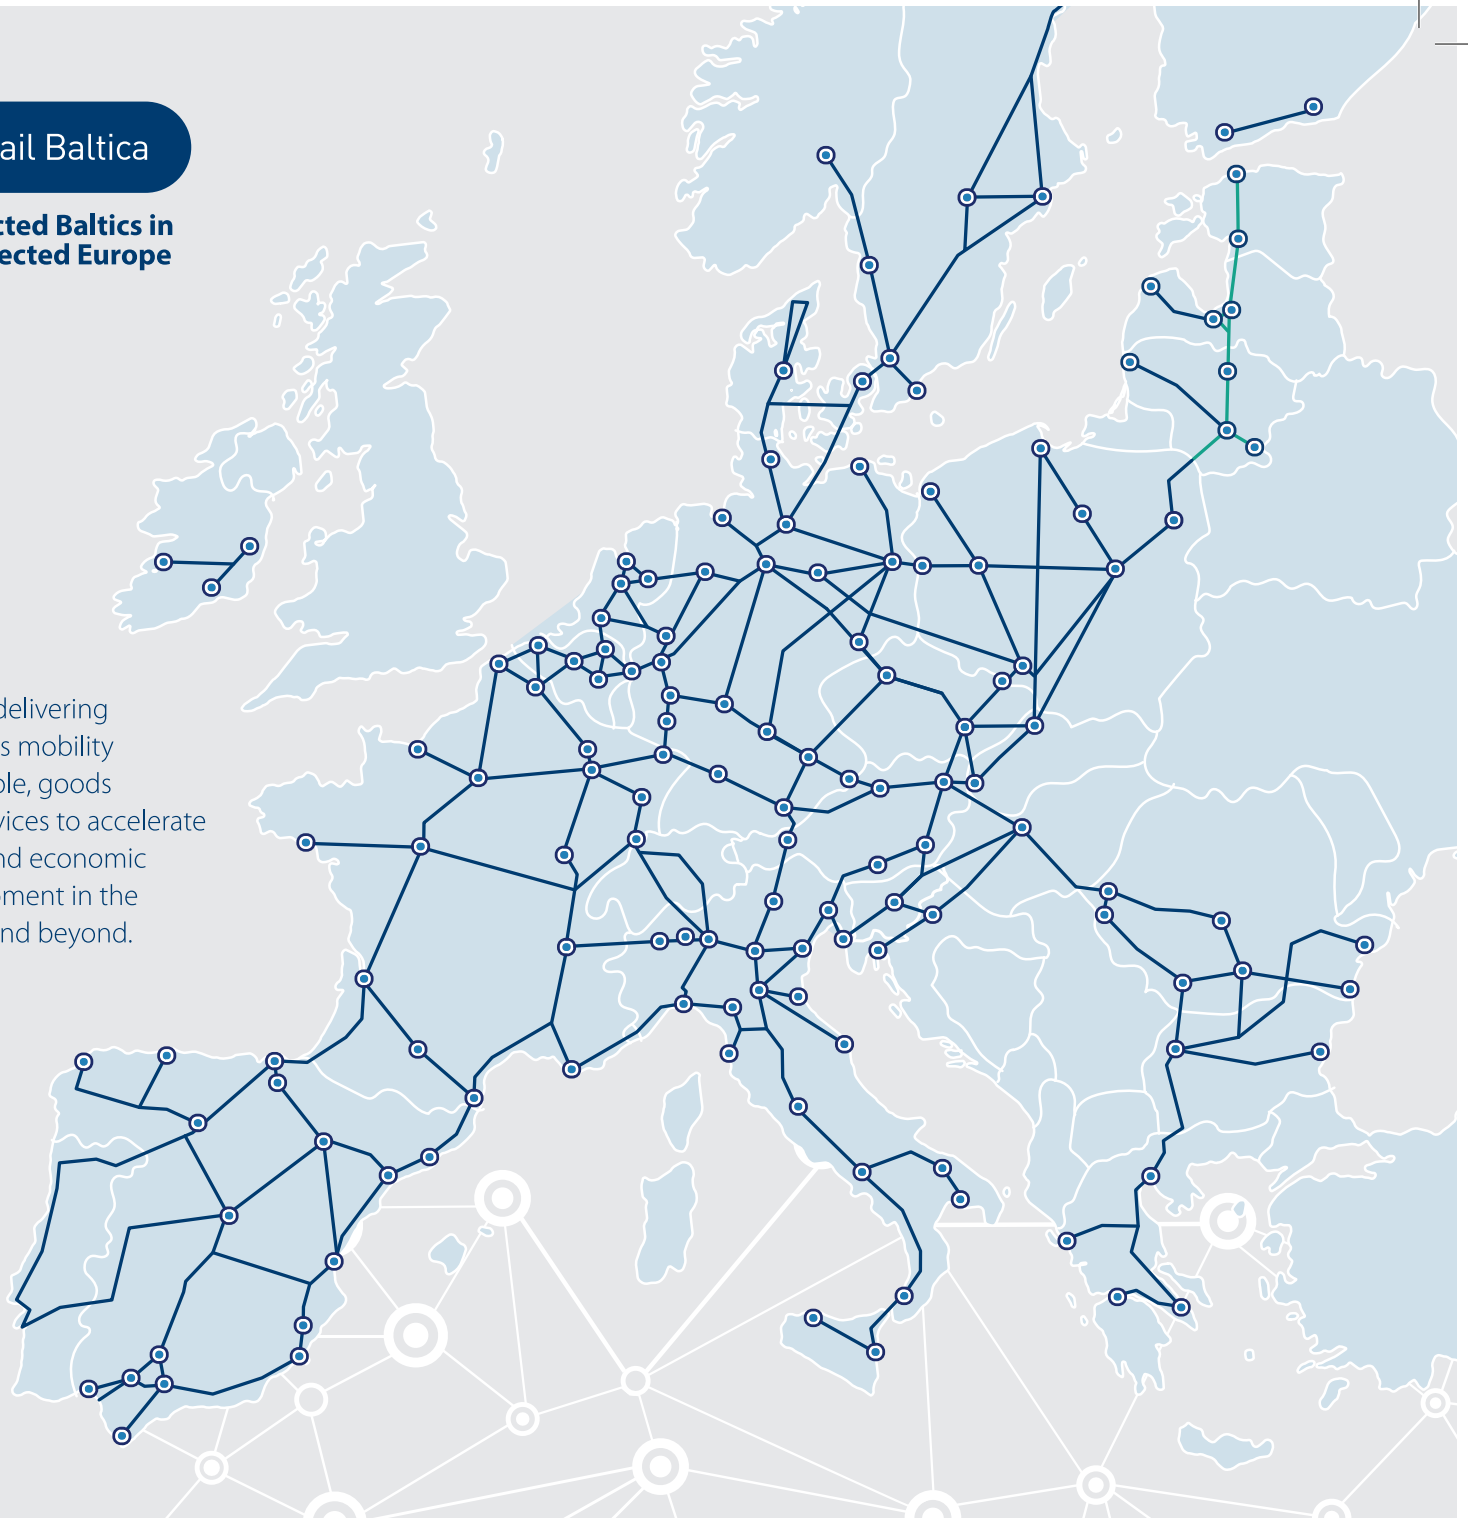 ail Baltica
cted Baltics in
ected Europe
delivering
s mobility
ple, goods
vices to accelerate
nd economic
pment in the
nd beyond.